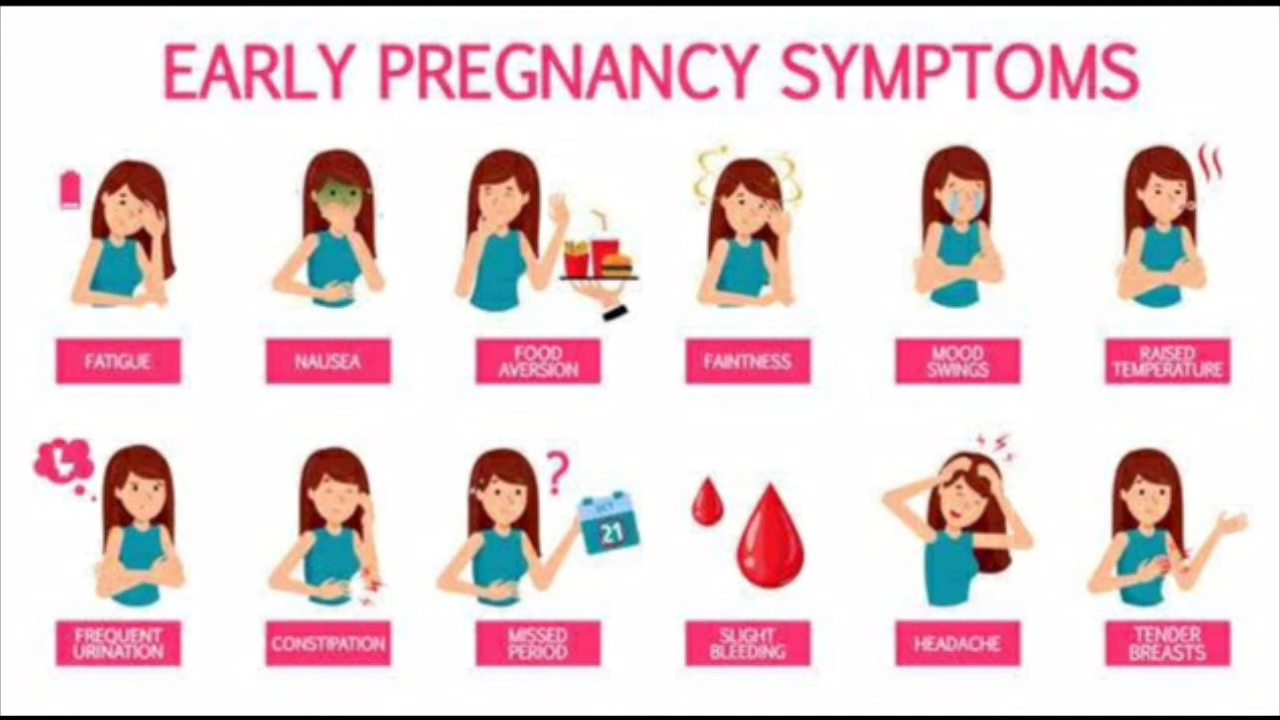 EARLY PREGNANCY SYMPTOMS
FATIGUE
NAUSEA
FOOD
AVERSION
FAINTNESS
MOOD
SWINGS
RAISED
TEMPERATURE
FREQUENT
URINATION
CONSTIPATION
?
21
MISSED
PERIOD
SLIGHT
BLEEDING
HEADACHE
TENDER
BREASTS